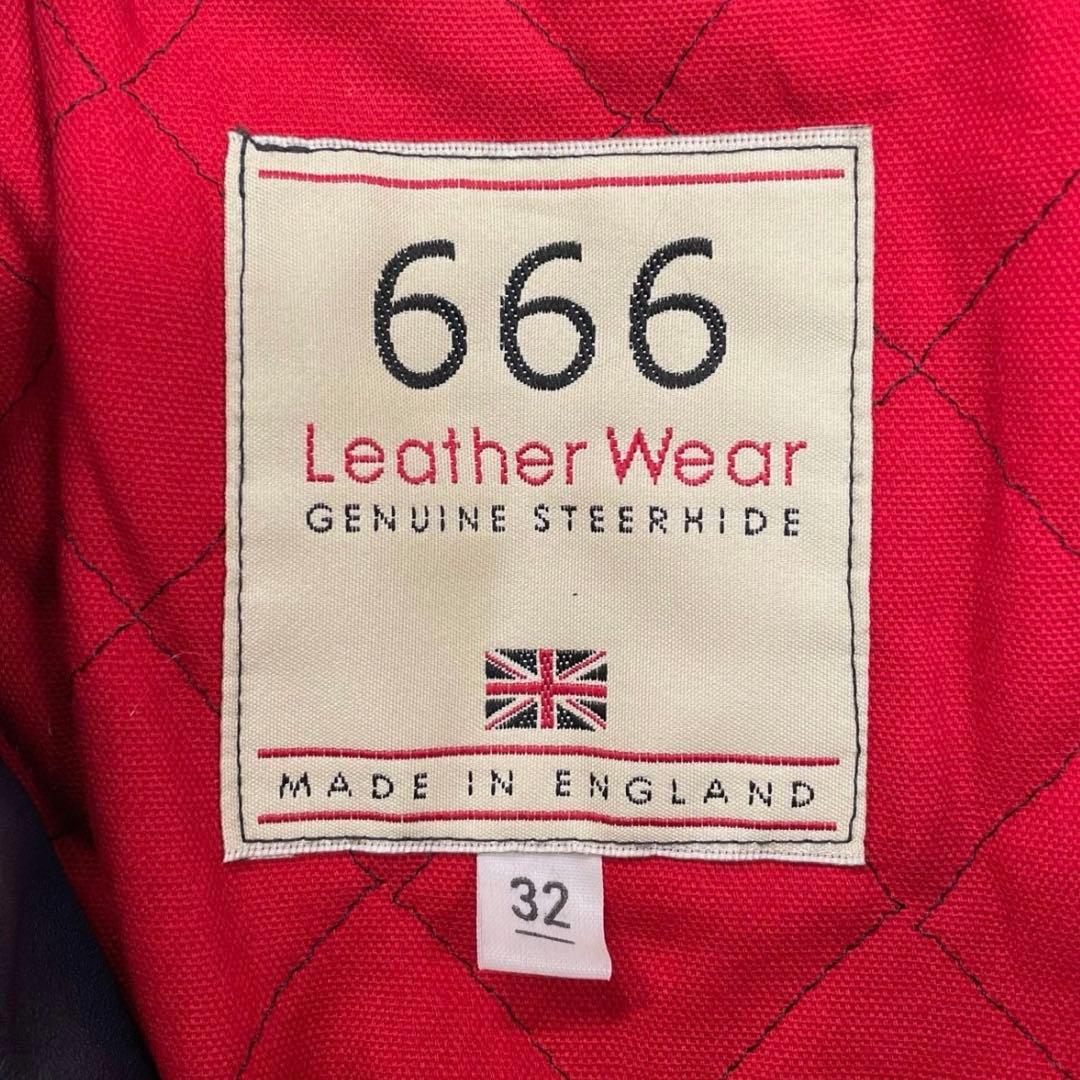 666
Leather Wear
GENUINE STEERHIDE
MADE IN ENGLAND
32